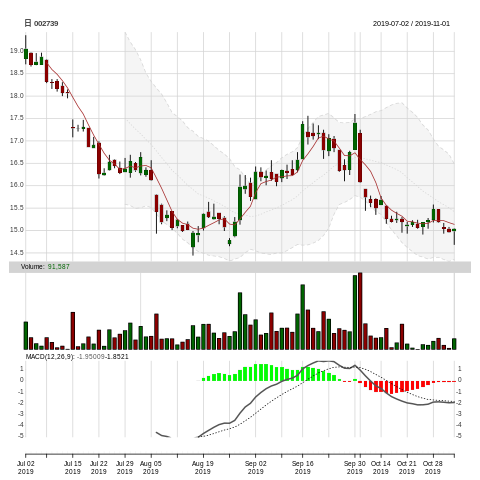 日 002739
2019-07-02 / 2019-11-01
19.0
18.5
18.0
17.5
17.0
16.5
16.0
15.5
15.0
14.5
Volume: 91,587
MACD(12,26,9): -1.95009-1.8521
1 1
0 0
-1 -1
-2 -2
-3 -3
-4 -4
-5 -5
Jul 02 Jul 15 Jul 22 Jul 29 Aug 05 Aug 19 Sep 02 Sep 16 Sep 30 Oct 14 Oct 21 Oct 28
2019 2019 2019 2019 2019 2019 2019 2019 2019 2019 2019 2019